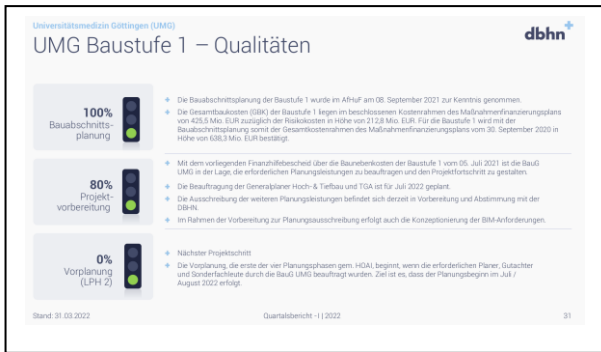 Universitätsmedizin Göttingen (UMG)
UMG Baustufe 1 – Qualitäten
dbhn
100%
Bauabschnitts-
planung
Die Bauabschnittsplanung der Baustufe 1 wurde im AfHuF am 08. September 2021 zur Kenntnis genommen.
Die Gesamtbaukosten (GBK) der Baustufe 1 liegen im beschlossenen Kostenrahmen des Maßnahmenfinanzierungsplans
von 425,5 Mio. EUR zuzüglich der Risikokosten in Höhe von 212,8 Mio. EUR. Für die Baustufe 1 wird mit der
Bauabschnittsplanung somit der Gesamtkostenrahmen des Maßnahmenfinanzierungsplans vom 30. September 2020 in
Höhe von 638,3 Mio. EUR bestätigt.
80%
Projekt-
vorbereitung
Mit dem vorliegenden Finanzhilfebescheid über die Baunebenkosten der Baustufe 1 vom 05. Juli 2021 ist die BauG
UMG in der Lage, die erforderlichen Planungsleistungen zu beauftragen und den Projektfortschritt zu gestalten.
Die Beauftragung der Generalplaner Hoch-& Tiefbau und TGA ist für Juli 2022 geplant.
Die Ausschreibung der weiteren Planungsleistungen befindet sich derzeit in Vorbereitung und Abstimmung mit der
DBHN.
Im Rahmen der Vorbereitung zur Planungsausschreibung erfolgt auch die Konzeptionierung der BIM-Anforderungen.
0%
Vorplanung
(LPH 2)
Nächster Projektschritt
Die Vorplanung, die erste der vier Planungsphasen gem. HOAI, beginnt, wenn die erforderlichen Planer, Gutachter
und Sonderfachleute durch die BauG UMG beauftragt wurden. Ziel ist es, dass der Planungsbeginn im Juli /
August 2022 erfolgt.
Stand: 31.03.2022
Quartalsbericht -I | 2022
31